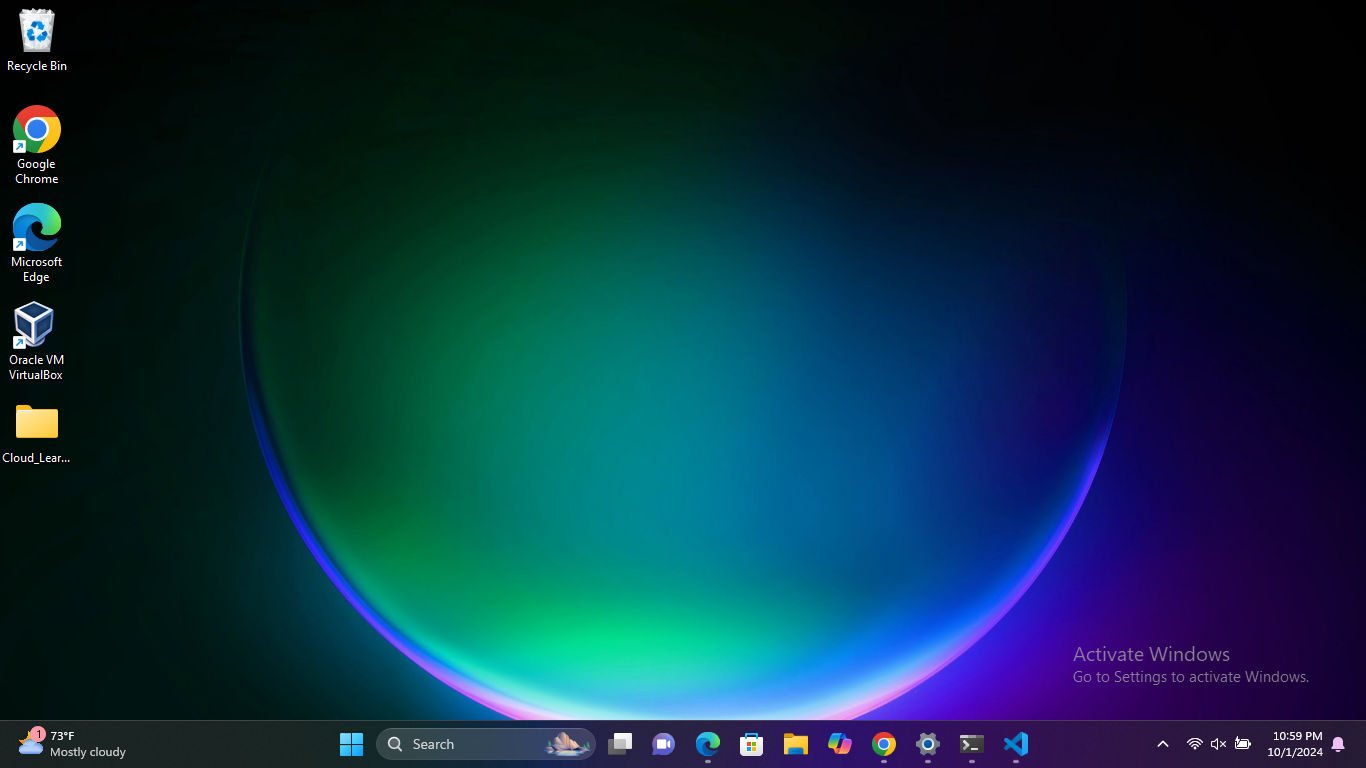 Recycle Bin
Google
Chrome
Microsoft
Edge
Oracle VM
VirtualBox
Cloud_Lear...
Activate Windows
Go to Settings to activate Windows.
1
73°F
Mostly cloudy
Search
10:59 PM
10/1/2024